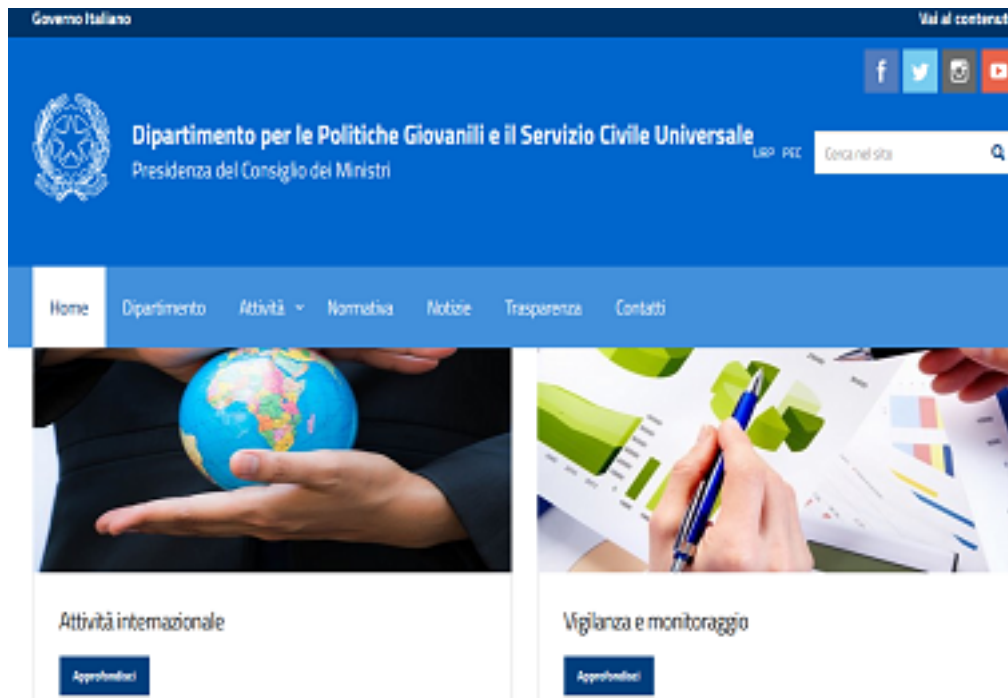 Governo Italiano
Vai al contenut
Dipartimento per le Politiche Giovanili e il Servizio Civile Universale
Presidenza del Consiglio dei Ministri
URP PEC
Cerca nel sito
Home Dipartimento Attività Normativa Notizie Trasparenza Contatti
Attività internazionale
Vigilanza e monitoraggio
Approfondisci
Approfondisci